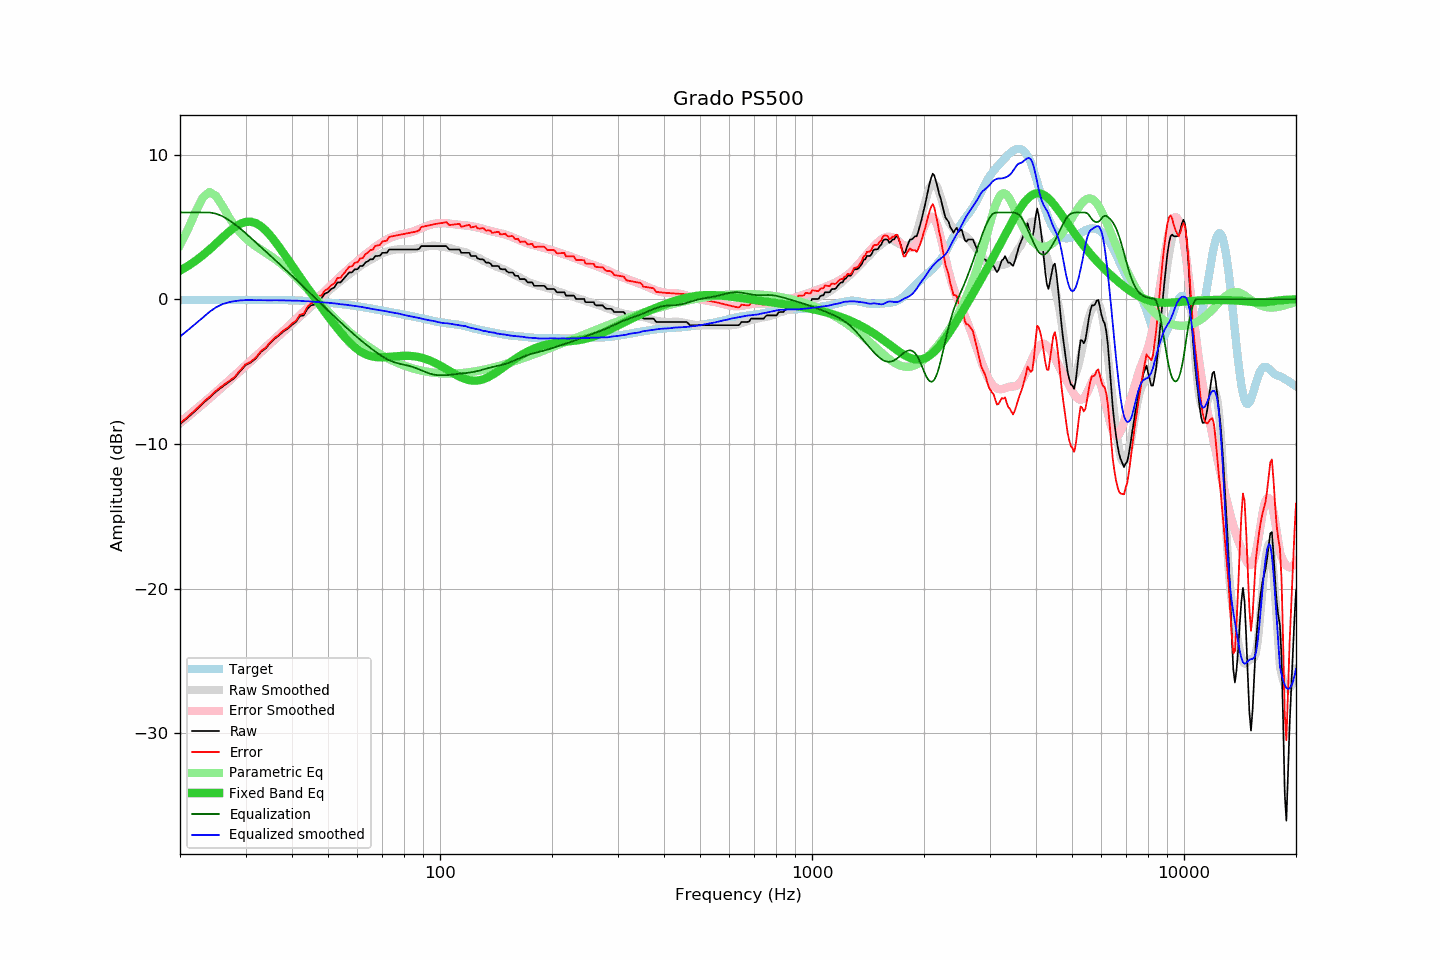 Grado PS500
10
0
−10
−20
−30
Amplitude (dBr)
Target
Raw Smoothed
Error Smoothed
Raw
Error
Parametric Eq
Fixed Band Eq
Equalization
Equalized smoothed
100
1000
10000
Frequency (Hz)